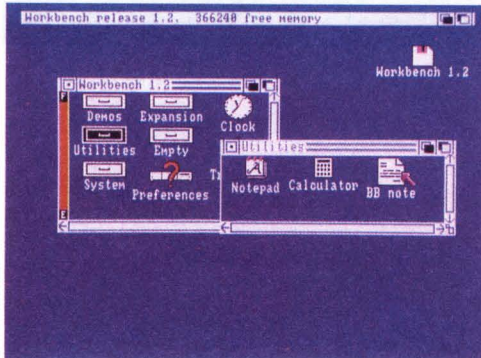 Workbench release 1.2. 366240 free memory
Workbench 1.2
Workbench 1.2
F
Demos Expansion Clock
Utilities Empty
System Preferences Tr
E
Utilities
Notepad Calculator BB note